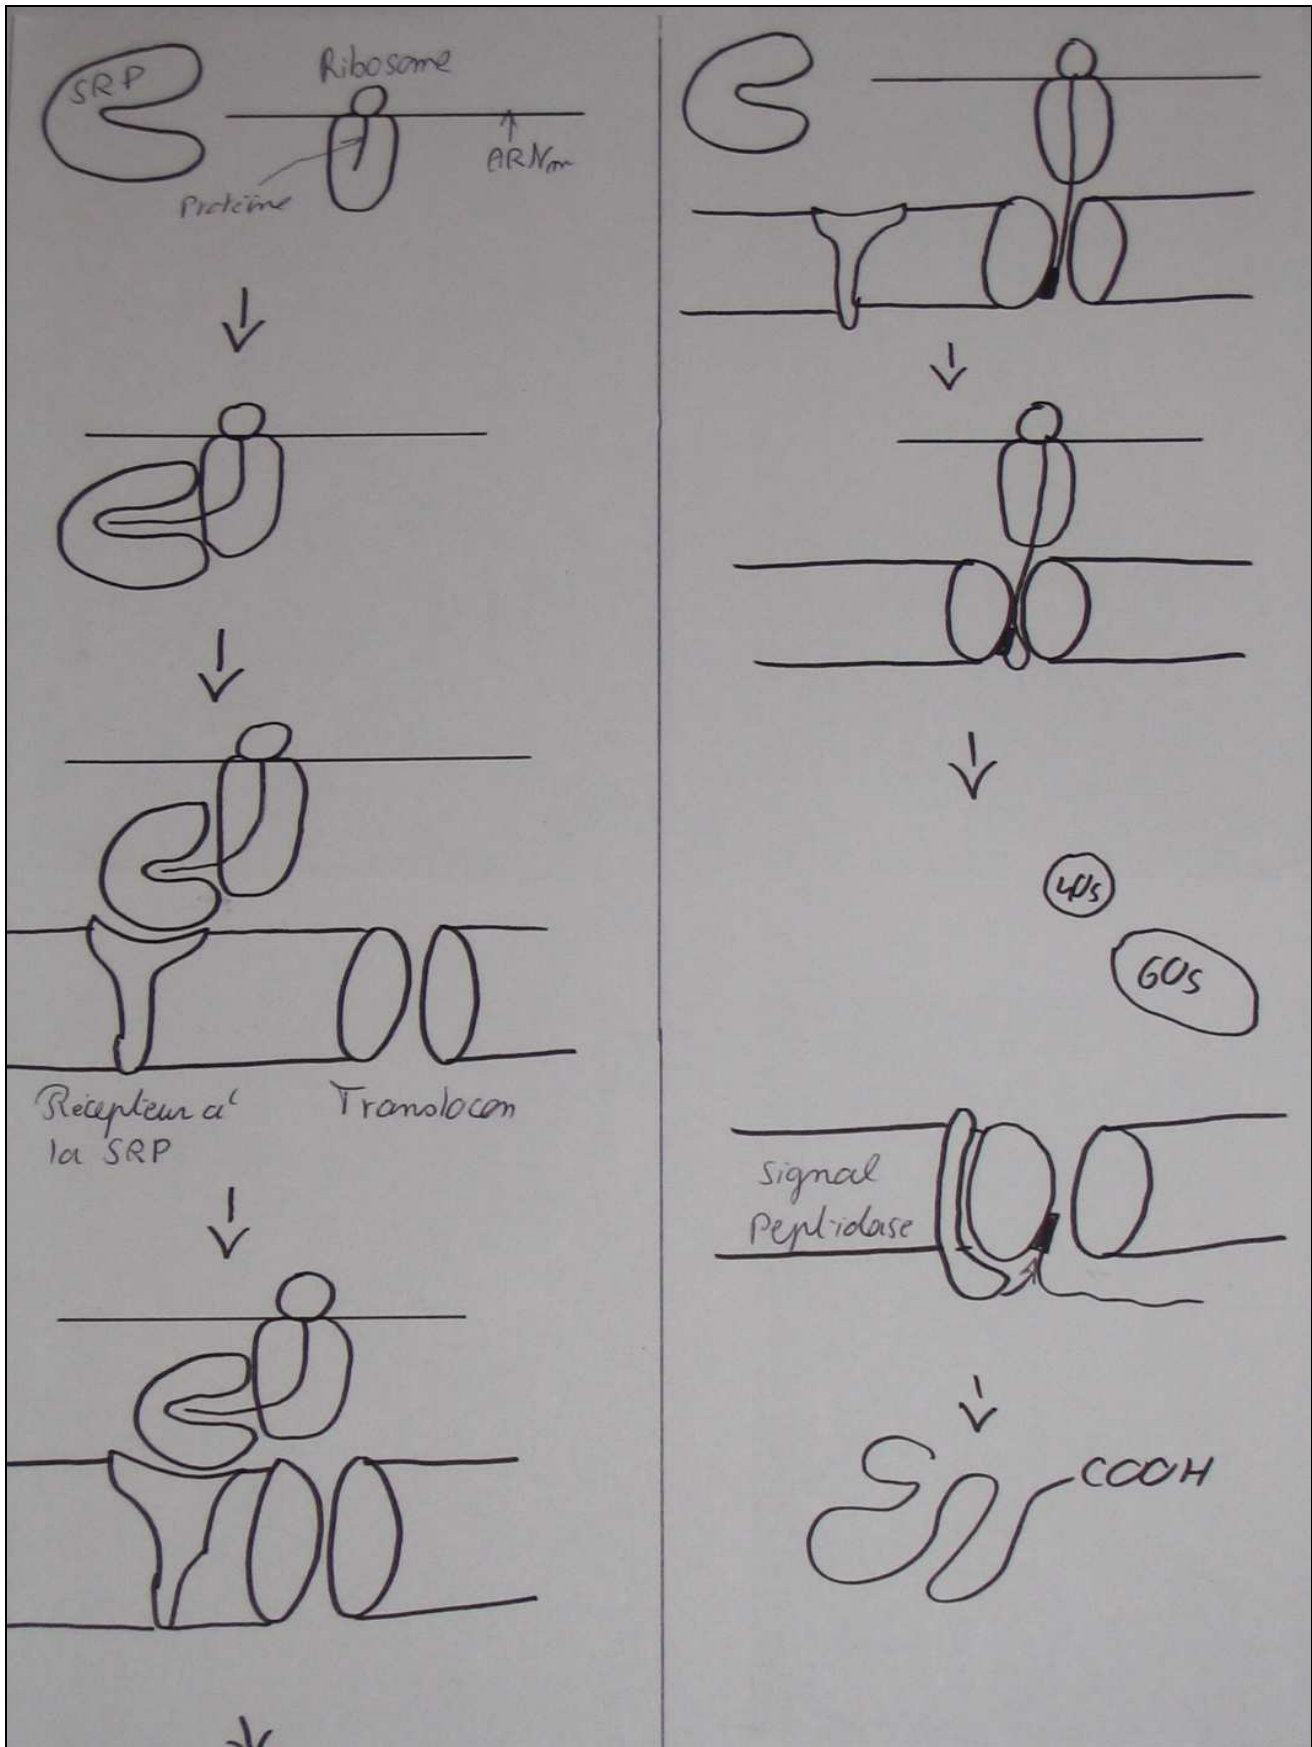 SRP
Ribosome
ARNm
Protéine
Récepteur à
la SRP
Translocon
40s
60s
Signal
Peptidase
COOH